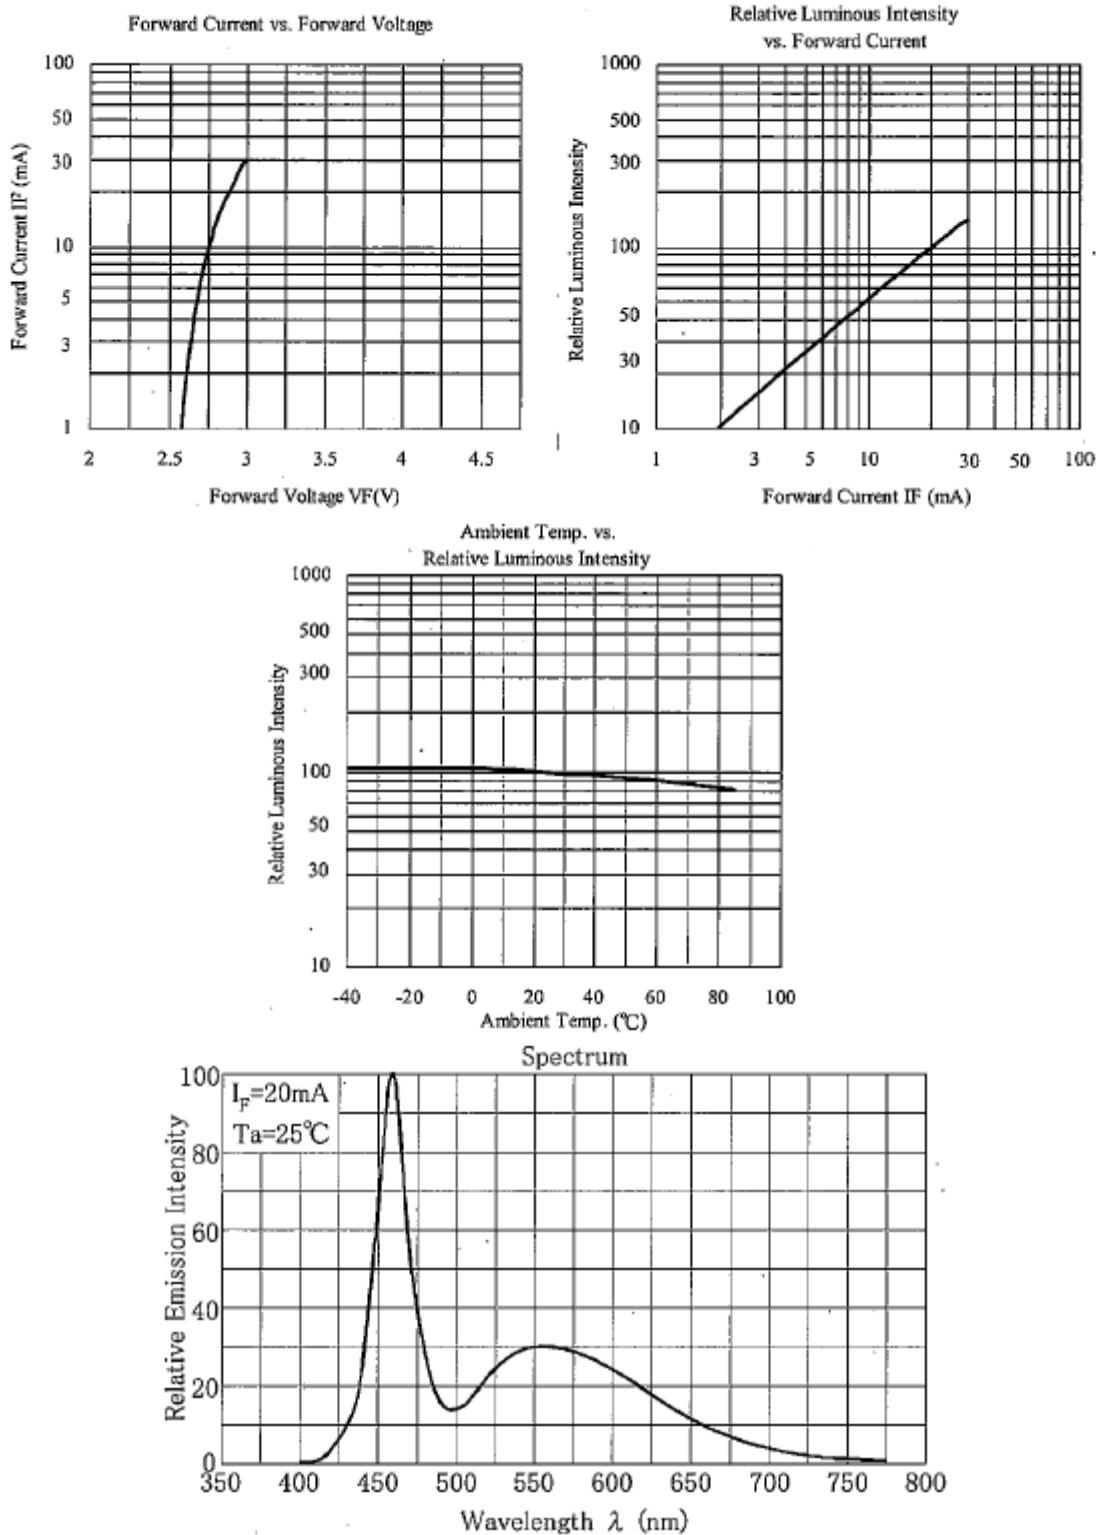 Forward Current vs. Forward Voltage
100
50
30
10
5
3
1
Forward Current IF (mA)
2 2.5 3 3.5 4 4.5
Forward Voltage VF(V)
Relative Luminous Intensity
vs. Forward Current
1000
500
300
100
50
30
10
Relative Luminous Intensity
1 3 5 10 30 50 100
Forward Current IF (mA)
Ambient Temp. vs.
Relative Luminous Intensity
1000
500
300
100
50
30
10
Relative Luminous Intensity
-40 -20 0 20 40 60 80 100
Ambient Temp. (℃)
Spectrum
IF=20mA
Ta=25℃
100
80
60
40
20
0
Relative Emission Intensity
350 400 450 500 550 600 650 700 750 800
Wavelength λ (nm)